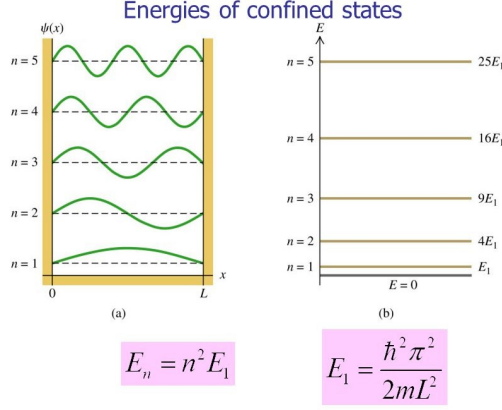 Energies of confined states
ψ(x)
n = 5
n = 4
n = 3
n = 2
n = 1
x
0
L
(a)
E
n = 5
25E₁
n = 4
16E₁
n = 3
9E₁
n = 2
4E₁
n = 1
E₁
E = 0
(b)
Eₙ = n²E₁
E₁ = ħ²π² / 2mL²